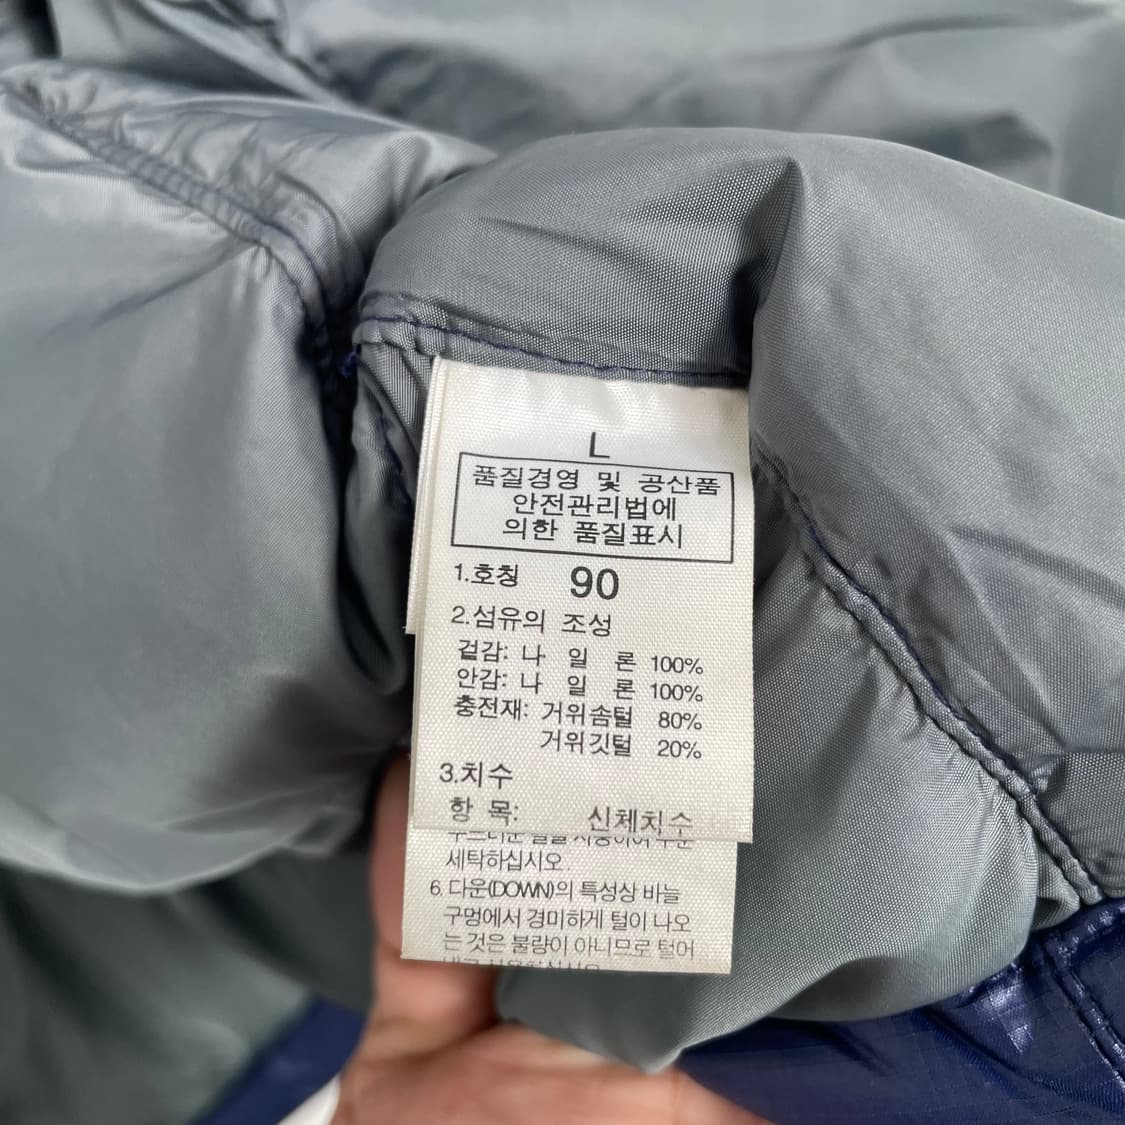 L
품질경영 및 공산품
안전관리법에
의한 품질표시
1.호칭 90
2.섬유의 조성
겉감: 나 일 론 100%
안감: 나 일 론 100%
충전재: 거위솜털 80%
거위깃털 20%
3.치수
항 목: 신체치수
세탁하십시오.
6. 다운(DOWN)의 특성상 바늘
구멍에서 경미하게 털이 나오
는 것은 불량이 아니므로 털어